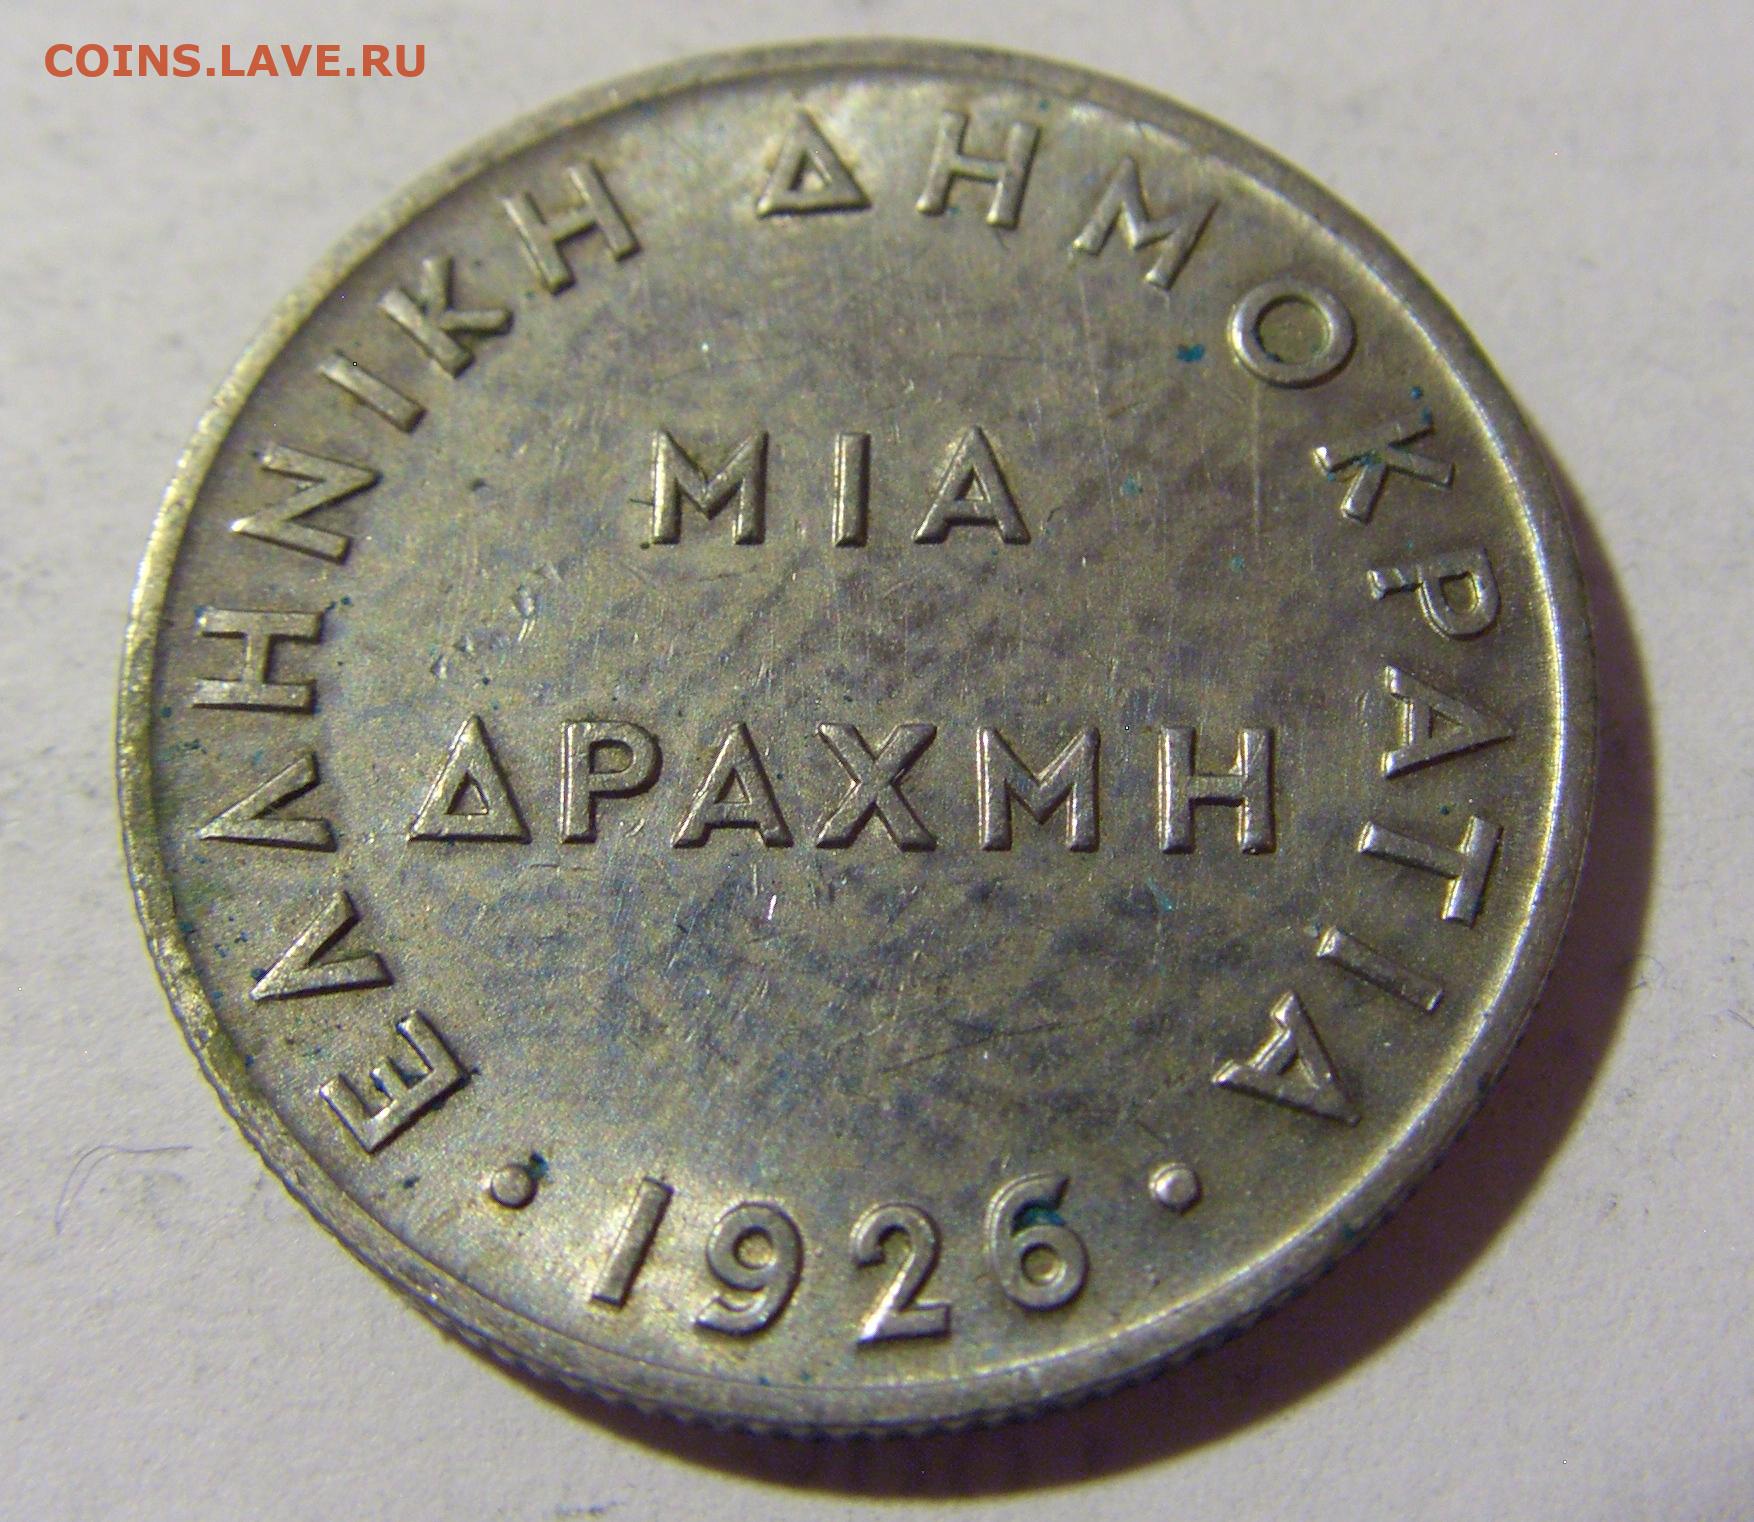 COINS.LAVE.RU
ΕΛΛΗΝΙΚΗ ΔΗΜΟΚΡΑΤΙΑ
ΜΙΑ
ΔΡΑΧΜΗ
· 1926 ·